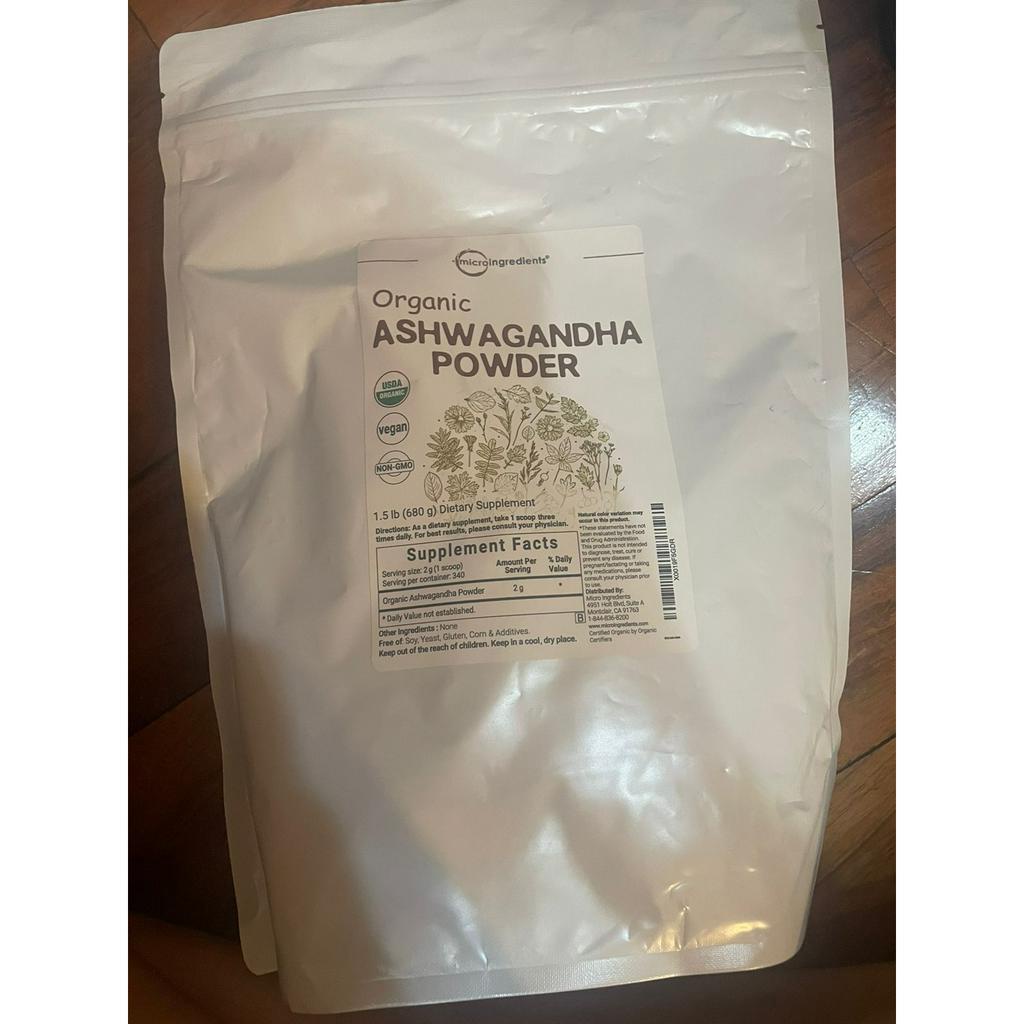 microingredients®
Organic
ASHWAGANDHA
POWDER
USDA
ORGANIC
vegan
NON-GMO
1.5 lb (680 g) Dietary Supplement
Directions: As a dietary supplement, take 1 scoop three
times daily. For best results, please consult your physician.
Supplement Facts
Serving size: 2g (1 scoop)
Serving per container: 340
Amount Per
Serving
% Daily
Value
Organic Ashwagandha Powder 2 g *
* Daily Value not established.
Other Ingredients : None
Free of: Soy, Yeast, Gluten, Corn & Additives.
Keep out of the reach of children. Keep in a cool, dry place.
Natural color variation may
occur in this product.
*These statements have not
been evaluated by the Food
and Drug Administration.
This product is not intended
to diagnose, treat, cure or
prevent any disease. If
pregnant/lactating or taking
any medications, please
consult your physician prior
to use.
Distributed By:
Micro Ingredients
4951 Holt Blvd, Suite A
Montclair, CA 91763
1-844-836-8200
B
www.microingredients.com
Certified Organic by Organic
Certifiers
X0019F5GDR